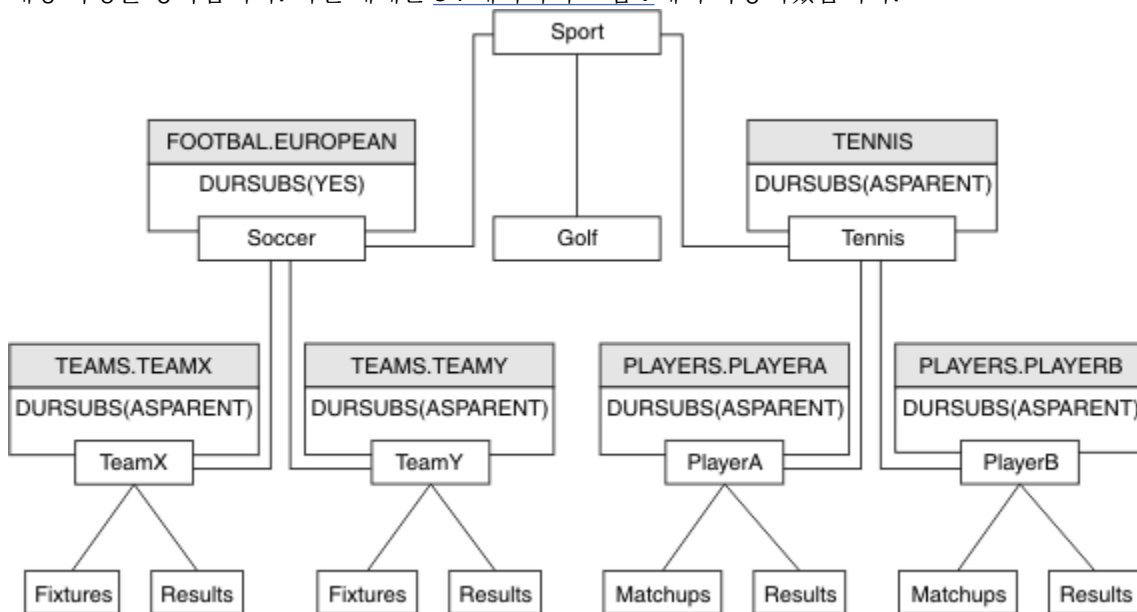 Sport
FOOTBAL.EUROPEAN
TENNIS
DURSUBS(YES)
DURSUBS(ASPARENT)
Soccer
Golf
Tennis
TEAMS.TEAMX
TEAMS.TEAMY
PLAYERS.PLAYERA
PLAYERS.PLAYERB
DURSUBS(ASPARENT)
DURSUBS(ASPARENT)
DURSUBS(ASPARENT)
DURSUBS(ASPARENT)
TeamX
TeamY
PlayerA
PlayerB
Fixtures
Results
Fixtures
Results
Matchups
Results
Matchups
Results